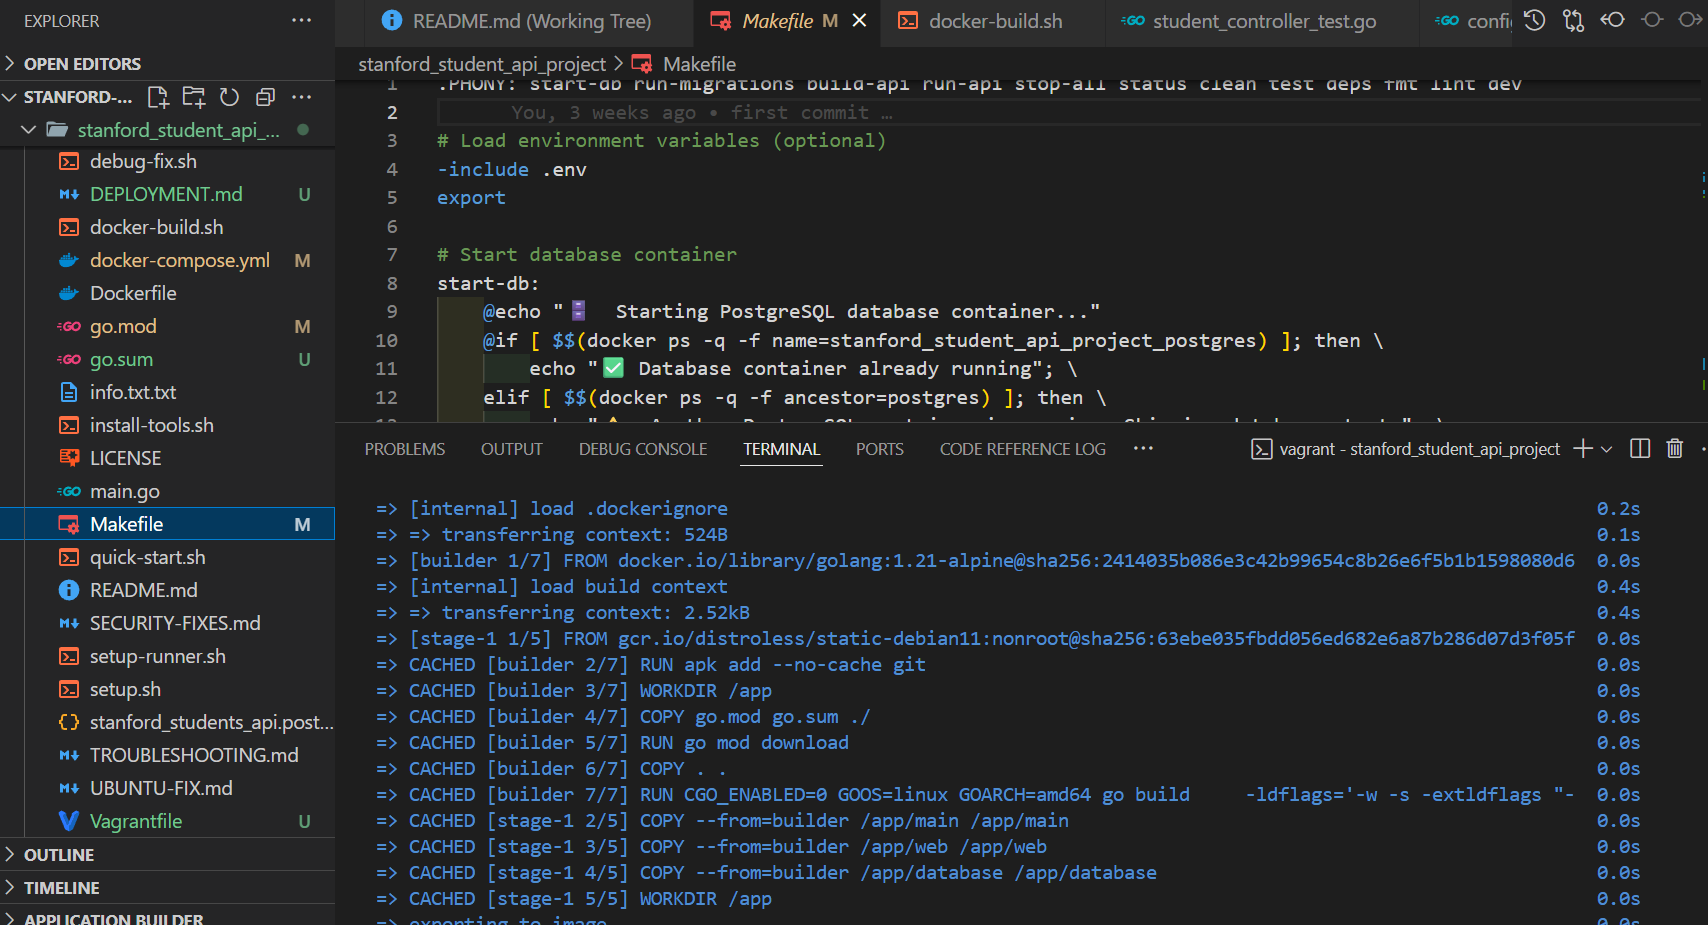 EXPLORER
OPEN EDITORS
STANFORD-...
stanford_student_api_...
debug-fix.sh
DEPLOYMENT.md U
docker-build.sh
docker-compose.yml M
Dockerfile
go.mod M
go.sum U
info.txt.txt
install-tools.sh
LICENSE
main.go
Makefile M
quick-start.sh
README.md
SECURITY-FIXES.md
setup-runner.sh
setup.sh
stanford_students_api.post...
TROUBLESHOOTING.md
UBUNTU-FIX.md
Vagrantfile U
OUTLINE
TIMELINE
APPLICATION BUILDER
README.md (Working Tree) Makefile M docker-build.sh student_controller_test.go confi
stanford_student_api_project > Makefile
1 .PHONY: start-db run-migrations build-api run-api stop-all status clean test deps fmt lint dev
2 You, 3 weeks ago • first commit …
3 # Load environment variables (optional)
4 -include .env
5 export
6
7 # Start database container
8 start-db:
9 @echo "🗄 Starting PostgreSQL database container..."
10 @if [ $$(docker ps -q -f name=stanford_student_api_project_postgres) ]; then \
11 echo "✅ Database container already running"; \
12 elif [ $$(docker ps -q -f ancestor=postgres) ]; then \
PROBLEMS OUTPUT DEBUG CONSOLE TERMINAL PORTS CODE REFERENCE LOG ··· vagrant - stanford_student_api_project
=> [internal] load .dockerignore 0.2s
=> => transferring context: 524B 0.1s
=> [builder 1/7] FROM docker.io/library/golang:1.21-alpine@sha256:2414035b086e3c42b99654c8b26e6f5b1b1598080d6 0.0s
=> [internal] load build context 0.4s
=> => transferring context: 2.52kB 0.4s
=> [stage-1 1/5] FROM gcr.io/distroless/static-debian11:nonroot@sha256:63ebe035fbdd056ed682e6a87b286d07d3f05f 0.0s
=> CACHED [builder 2/7] RUN apk add --no-cache git 0.0s
=> CACHED [builder 3/7] WORKDIR /app 0.0s
=> CACHED [builder 4/7] COPY go.mod go.sum ./ 0.0s
=> CACHED [builder 5/7] RUN go mod download 0.0s
=> CACHED [builder 6/7] COPY . . 0.0s
=> CACHED [builder 7/7] RUN CGO_ENABLED=0 GOOS=linux GOARCH=amd64 go build -ldflags='-w -s -extldflags "- 0.0s
=> CACHED [stage-1 2/5] COPY --from=builder /app/main /app/main 0.0s
=> CACHED [stage-1 3/5] COPY --from=builder /app/web /app/web 0.0s
=> CACHED [stage-1 4/5] COPY --from=builder /app/database /app/database 0.0s
=> CACHED [stage-1 5/5] WORKDIR /app 0.0s
=> exporting to image 0.0s